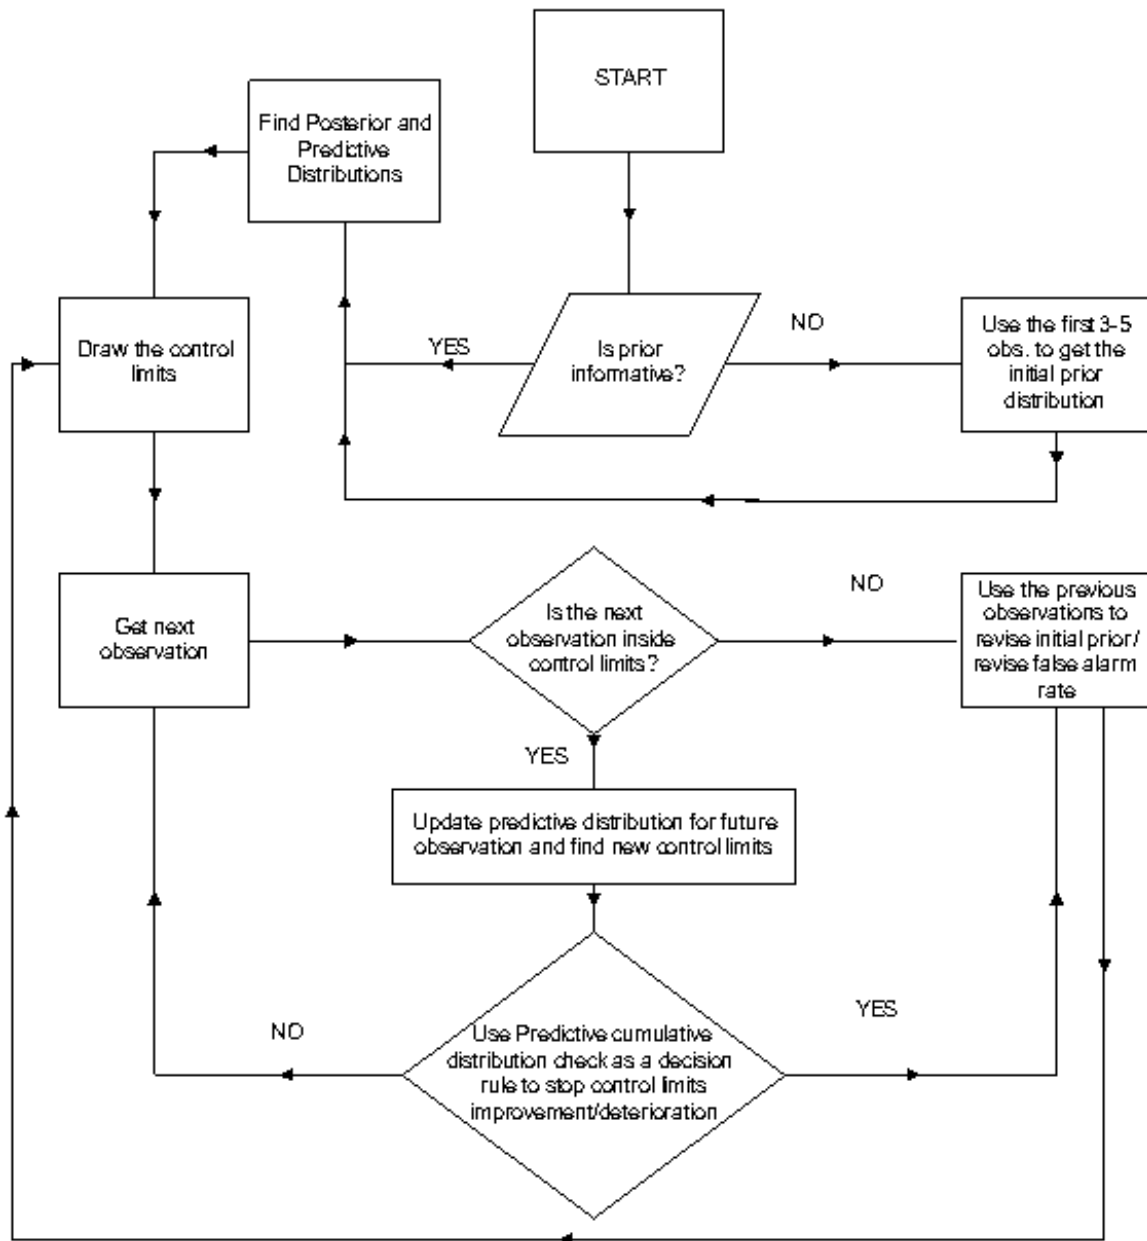 START
Find Posterior and
Predictive
Distributions
Draw the control
limits
YES
Is prior
informative?
NO
Use the first 3-5
obs. to get the
initial prior
distribution
Get next
observation
Is the next
observation inside
control limits?
NO
Use the previous
observations to
revise initial prior/
revise false alarm
rate
YES
Update predictive distribution for future
observation and find new control limits
NO
Use Predictive cumulative
distribution check as a decision
rule to stop control limits
improvement/deterioration
YES